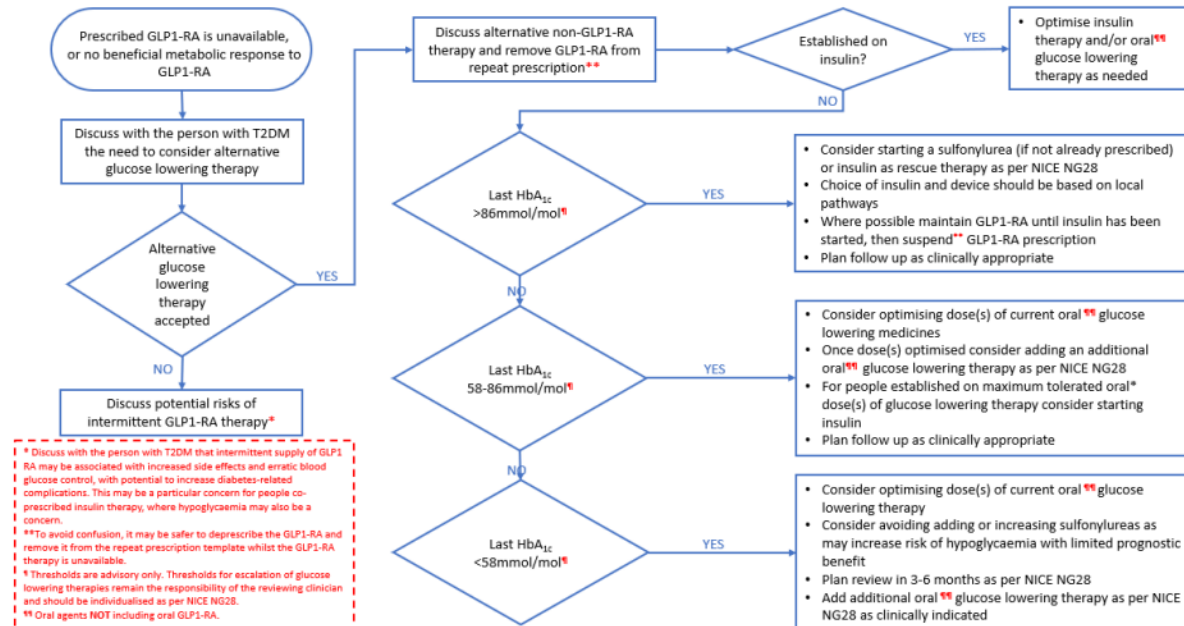 Prescribed GLP1-RA is unavailable,
or no beneficial metabolic response to
GLP1-RA
Discuss with the person with T2DM
the need to consider alternative
glucose lowering therapy
Alternative
glucose
lowering
therapy
accepted
YES
NO
Discuss potential risks of
intermittent GLP1-RA therapy*
* Discuss with the person with T2DM that intermittent supply of GLP1
RA may be associated with increased side effects and erratic blood
glucose control, with potential to increase diabetes-related
complications. This may be a particular concern for people co-
prescribed insulin therapy, where hypoglycaemia may also be a
concern.
**To avoid confusion, it may be safer to deprescribe the GLP1-RA and
remove it from the repeat prescription template whilst the GLP1-RA
therapy is unavailable.
¶ Thresholds are advisory only. Thresholds for escalation of glucose
lowering therapies remain the responsibility of the reviewing clinician
and should be individualised as per NICE NG28.
¶¶ Oral agents NOT including oral GLP1-RA.
Discuss alternative non-GLP1-RA
therapy and remove GLP1-RA from
repeat prescription**
Established on
insulin?
YES
• Optimise insulin
therapy and/or oral¶¶
glucose lowering
therapy as needed
NO
Last HbA1c
>86mmol/mol¶
YES
• Consider starting a sulfonylurea (if not already prescribed)
or insulin as rescue therapy as per NICE NG28
• Choice of insulin and device should be based on local
pathways
• Where possible maintain GLP1-RA until insulin has been
started, then suspend** GLP1-RA prescription
• Plan follow up as clinically appropriate
NO
Last HbA1c
58-86mmol/mol¶
YES
• Consider optimising dose(s) of current oral ¶¶ glucose
lowering medicines
• Once dose(s) optimised consider adding an additional
oral¶¶ glucose lowering therapy as per NICE NG28
• For people established on maximum tolerated oral*
dose(s) of glucose lowering therapy consider starting
insulin
• Plan follow up as clinically appropriate
NO
Last HbA1c
<58mmol/mol¶
YES
• Consider optimising dose(s) of current oral ¶¶ glucose
lowering therapy
• Consider avoiding adding or increasing sulfonylureas as
may increase risk of hypoglycaemia with limited prognostic
benefit
• Plan review in 3-6 months as per NICE NG28
• Add additional oral ¶¶ glucose lowering therapy as per NICE
NG28 as clinically indicated